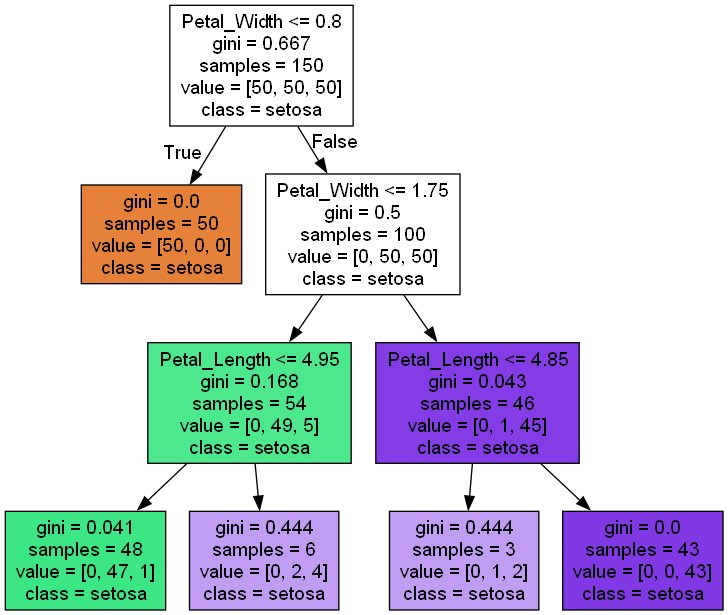 Petal_Width <= 0.8
gini = 0.667
samples = 150
value = [50, 50, 50]
class = setosa
True
False
gini = 0.0
samples = 50
value = [50, 0, 0]
class = setosa
Petal_Width <= 1.75
gini = 0.5
samples = 100
value = [0, 50, 50]
class = setosa
Petal_Length <= 4.95
gini = 0.168
samples = 54
value = [0, 49, 5]
class = setosa
Petal_Length <= 4.85
gini = 0.043
samples = 46
value = [0, 1, 45]
class = setosa
gini = 0.041
samples = 48
value = [0, 47, 1]
class = setosa
gini = 0.444
samples = 6
value = [0, 2, 4]
class = setosa
gini = 0.444
samples = 3
value = [0, 1, 2]
class = setosa
gini = 0.0
samples = 43
value = [0, 0, 43]
class = setosa